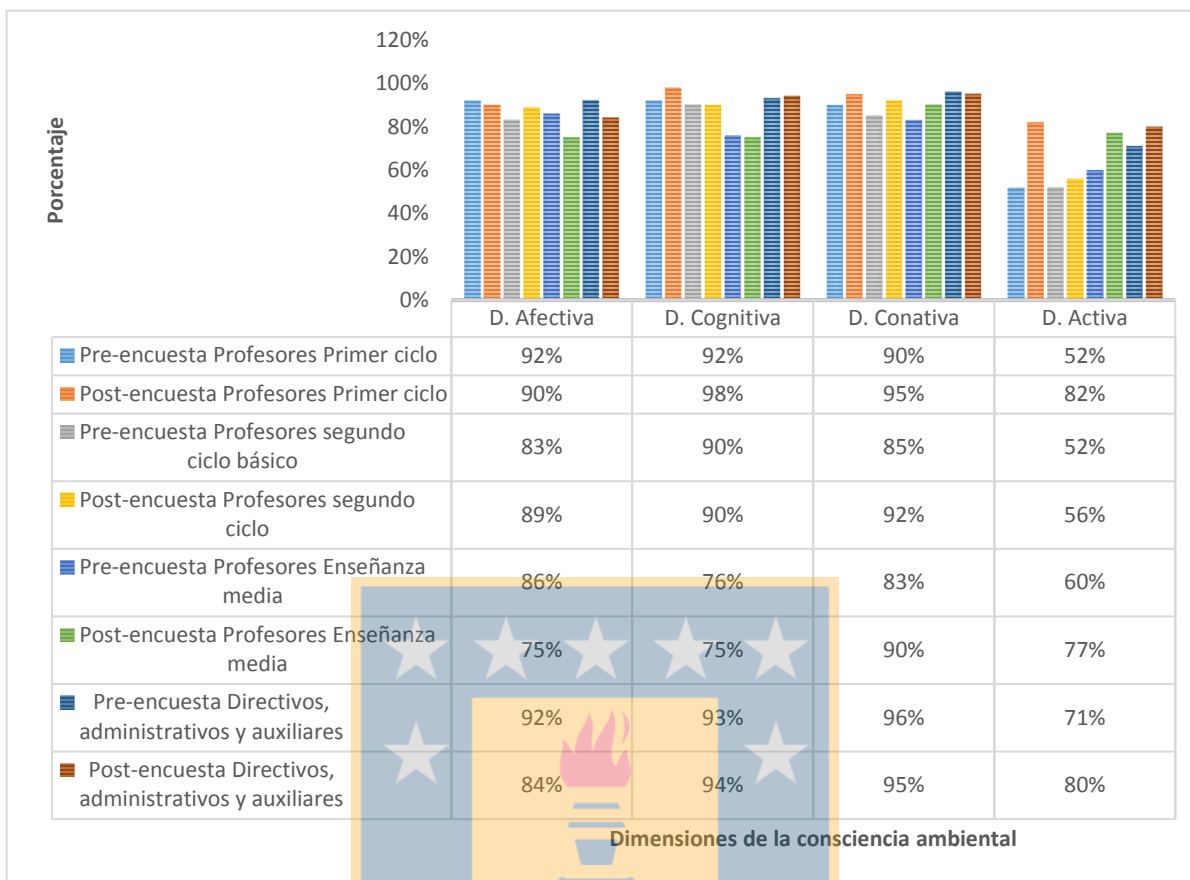 120%
100%
80%
60%
40%
20%
0%
Porcentaje
D. Afectiva D. Cognitiva D. Conativa D. Activa
Pre-encuesta Profesores Primer ciclo 92% 92% 90% 52%
Post-encuesta Profesores Primer ciclo 90% 98% 95% 82%
Pre-encuesta Profesores segundo
ciclo básico 83% 90% 85% 52%
Post-encuesta Profesores segundo
ciclo 89% 90% 92% 56%
Pre-encuesta Profesores Enseñanza
media 86% 76% 83% 60%
Post-encuesta Profesores Enseñanza
media 75% 75% 90% 77%
Pre-encuesta Directivos,
administrativos y auxiliares 92% 93% 96% 71%
Post-encuesta Directivos,
administrativos y auxiliares 84% 94% 95% 80%
Dimensiones de la consciencia ambiental